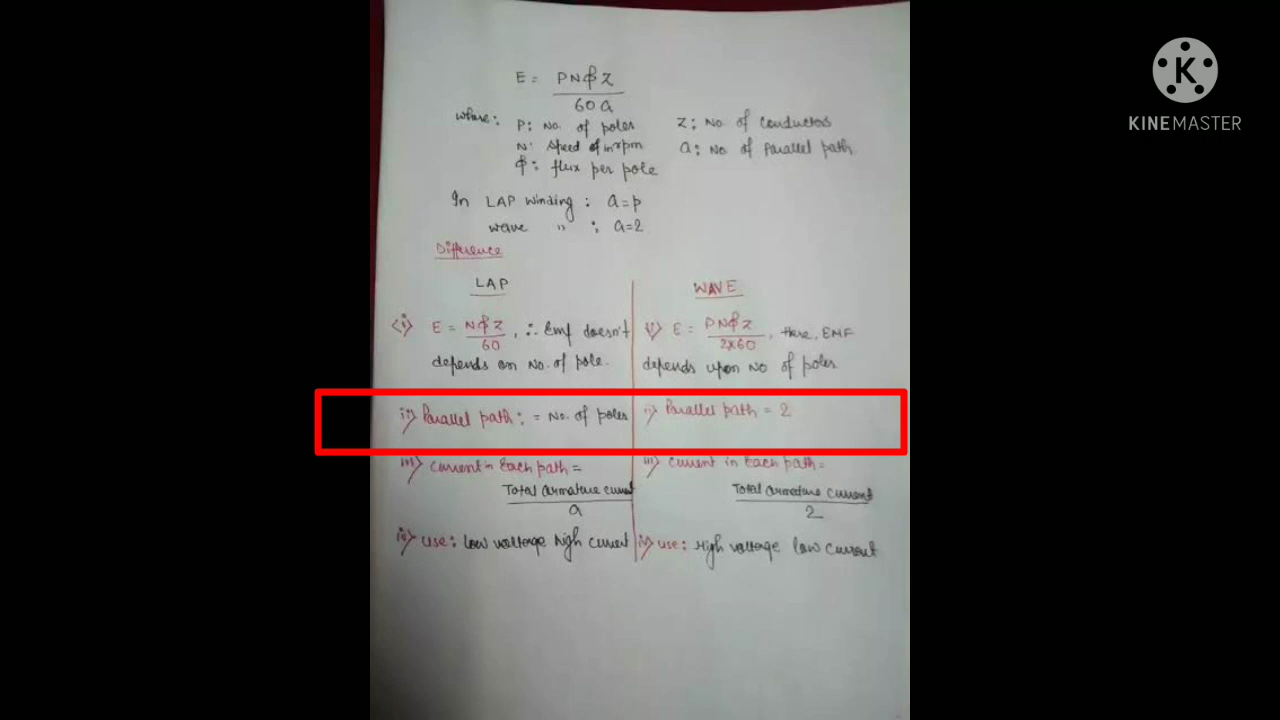 E = PNφZ
60a
where: P: No. of poles Z: No of conductors
N: Speed of in rpm a: No of Parallel path
φ: flux per pole
In LAP winding : a=p
wave " : a=2
Difference
LAP WAVE
(i) E = NφZ / 60, ∴ Emf doesn't depends on No. of pole.
i) E = PNφZ / 2x60, Here, EMF depends upon No of poles
ii) Parallel path: = No. of poles
ii) Parallel path = 2
iii) current in Each path =
Total armature current
a
iii) current in Each path =
Total armature current
2
iv) use: low voltage high current
iv) use: High voltage low current
K
KINEMASTER